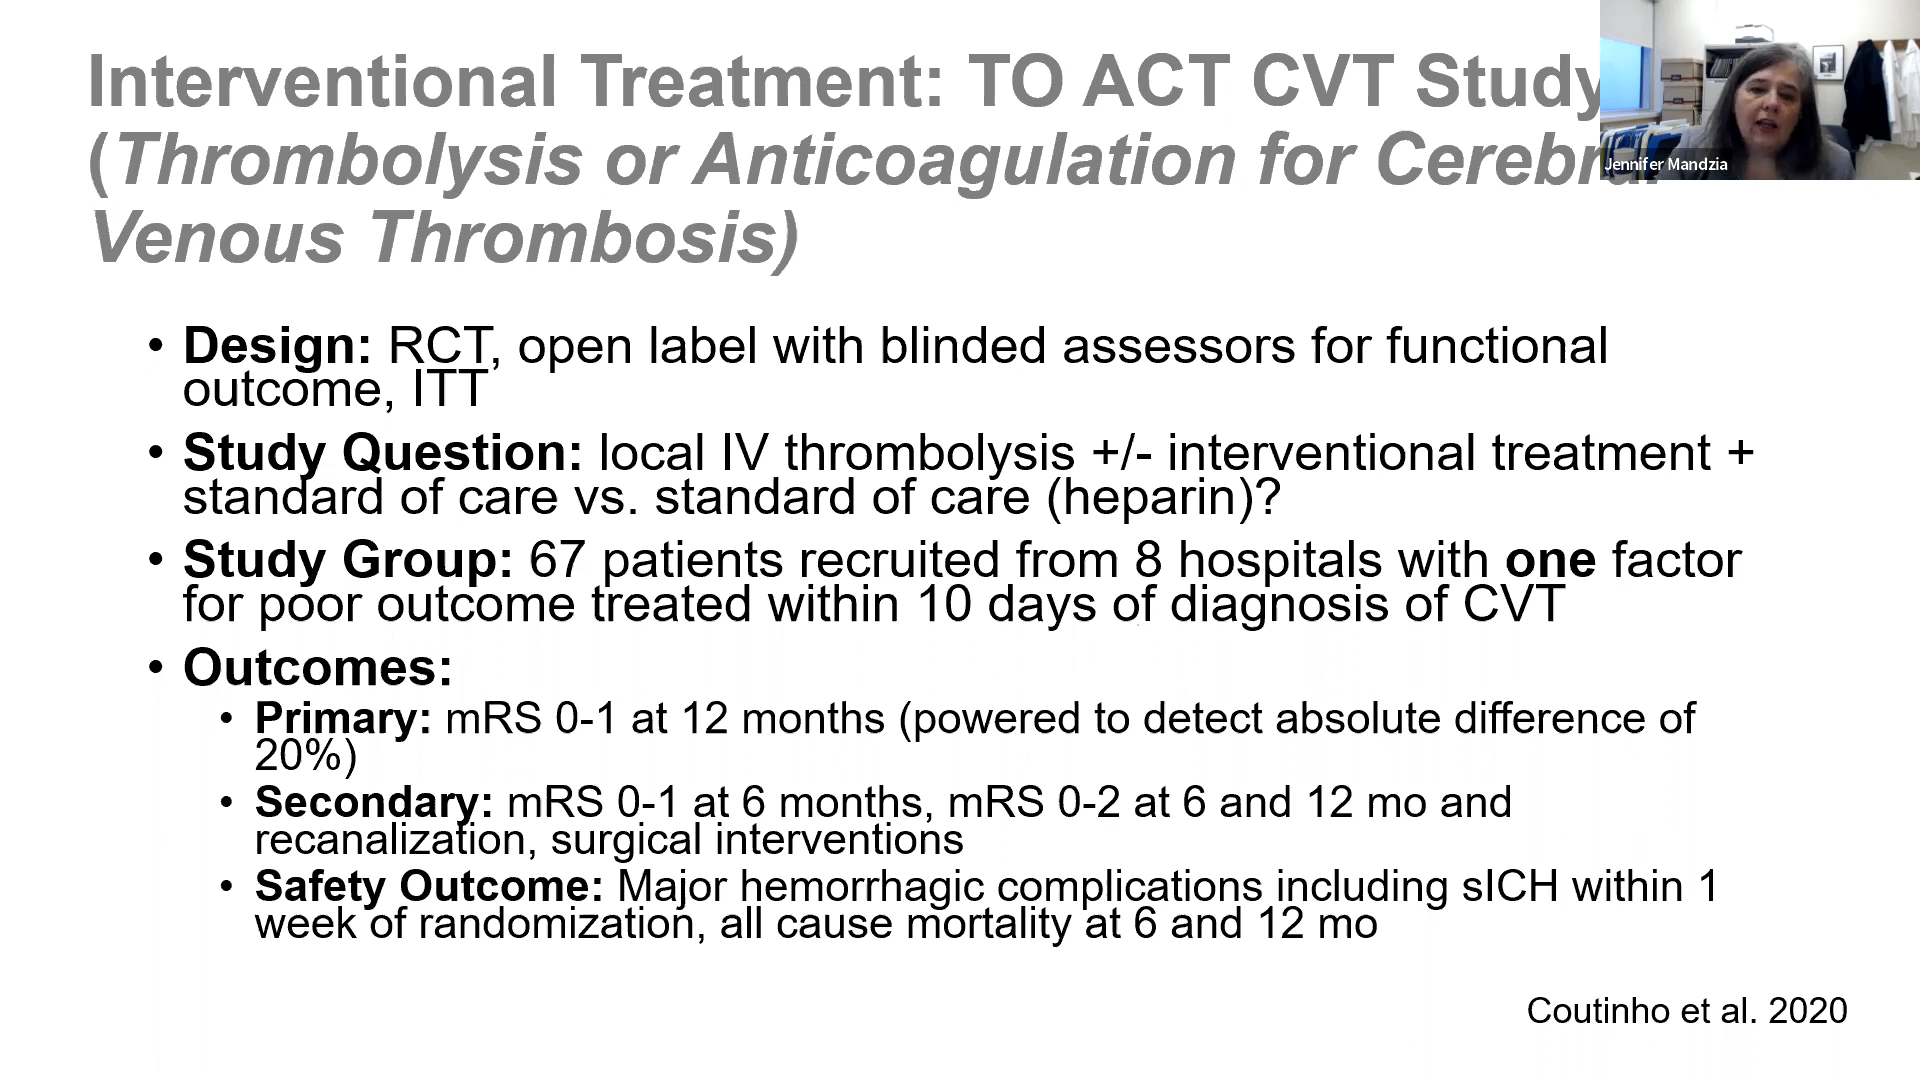 Interventional Treatment: TO ACT CVT Study
(Thrombolysis or Anticoagulation for
Venous Thrombosis)
Jennifer Mandzia
• Design: RCT, open label with blinded assessors for functional
outcome, ITT
• Study Question: local IV thrombolysis +/- interventional treatment +
standard of care vs. standard of care (heparin)?
• Study Group: 67 patients recruited from 8 hospitals with one factor
for poor outcome treated within 10 days of diagnosis of CVT
• Outcomes:
• Primary: mRS 0-1 at 12 months (powered to detect absolute difference of
20%)
• Secondary: mRS 0-1 at 6 months, mRS 0-2 at 6 and 12 mo and
recanalization, surgical interventions
• Safety Outcome: Major hemorrhagic complications including sICH within 1
week of randomization, all cause mortality at 6 and 12 mo
Coutinho et al. 2020